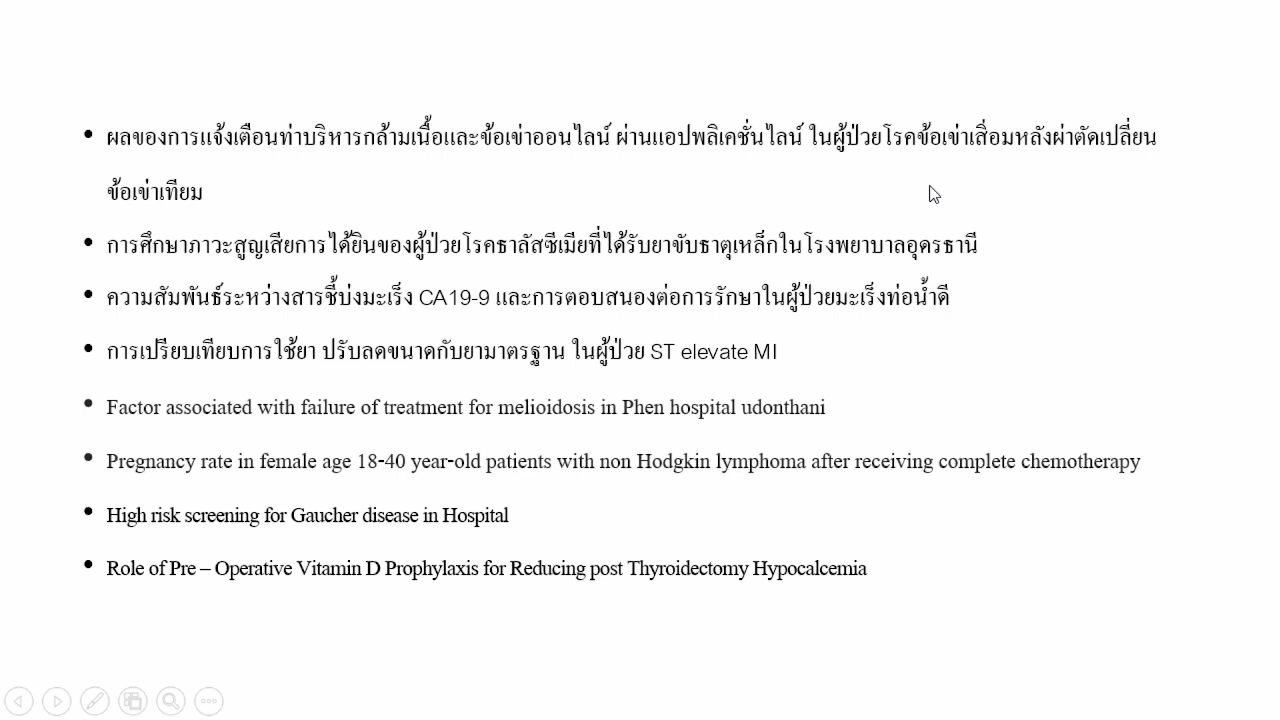 • ผลของการแจ้งเตือนท่าบริหารกล้ามเนื้อและข้อเข่าออนไลน์ ผ่านแอปพลิเคชั่นไลน์ ในผู้ป่วยโรคข้อเข่าเสื่อมหลังผ่าตัดเปลี่ยน
ข้อเข่าเทียม
• การศึกษาภาวะสูญเสียการได้ยินของผู้ป่วยโรคธาลัสซีเมียที่ได้รับยาขับธาตุเหล็กในโรงพยาบาลอุดรธานี
• ความสัมพันธ์ระหว่างสารชี้บ่งมะเร็ง CA19-9 และการตอบสนองต่อการรักษาในผู้ป่วยมะเร็งท่อน้ำดี
• การเปรียบเทียบการใช้ยา ปรับลดขนาดกับยามาตรฐาน ในผู้ป่วย ST elevate MI
• Factor associated with failure of treatment for melioidosis in Phen hospital udonthani
• Pregnancy rate in female age 18-40 year-old patients with non Hodgkin lymphoma after receiving complete chemotherapy
• High risk screening for Gaucher disease in Hospital
• Role of Pre – Operative Vitamin D Prophylaxis for Reducing post Thyroidectomy Hypocalcemia